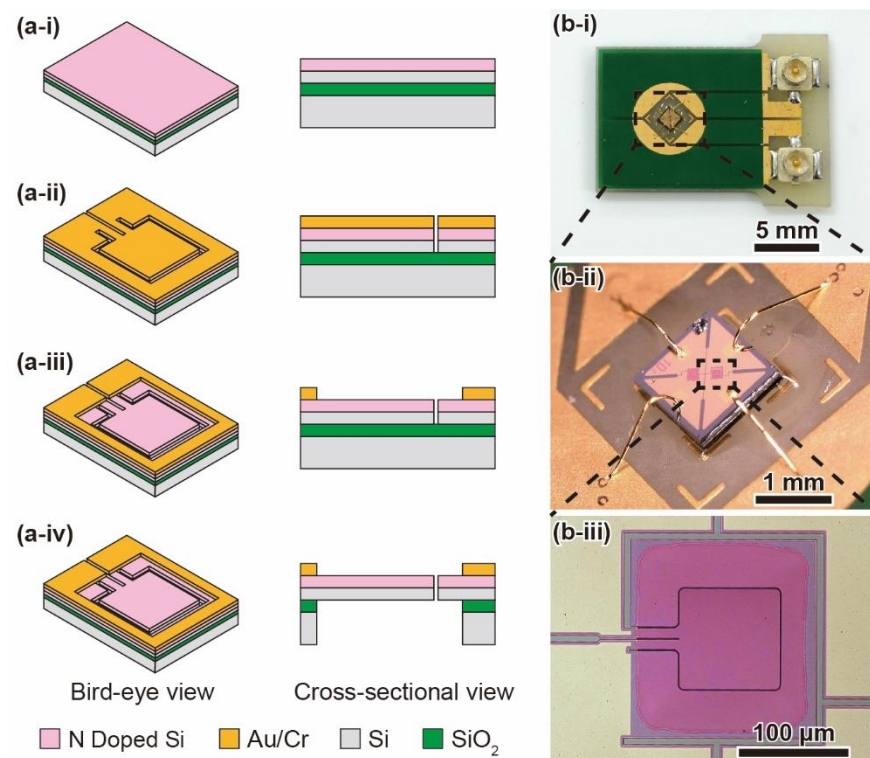 (a-i)
(a-ii)
(a-iii)
(a-iv)
Bird-eye view
Cross-sectional view
N Doped Si
Au/Cr
Si
SiO₂
(b-i)
5 mm
(b-ii)
1 mm
(b-iii)
100 μm